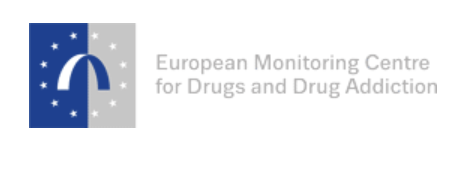 European Monitoring Centre
for Drugs and Drug Addiction